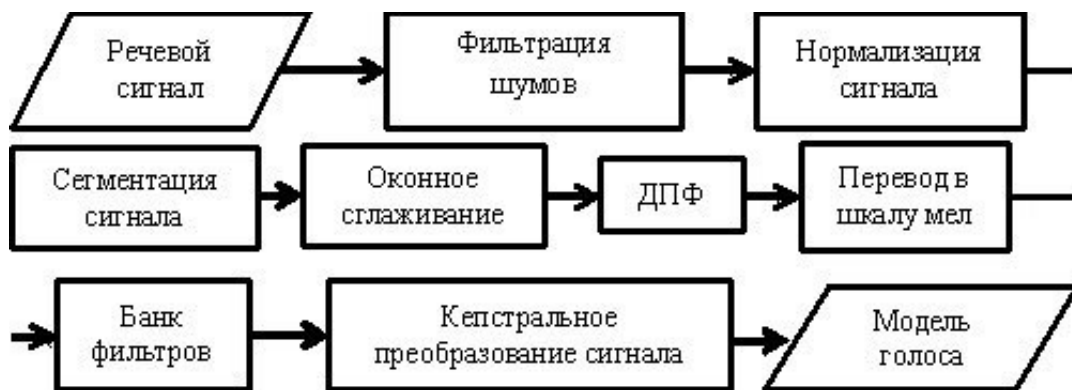 Речевой
сигнал
Фильтрация
шумов
Нормализация
сигнала
Сегментация
сигнала
Оконное
сглаживание
ДПФ
Перевод в
шкалу мел
Банк
фильтров
Кепстральное
преобразование сигнала
Модель
голоса